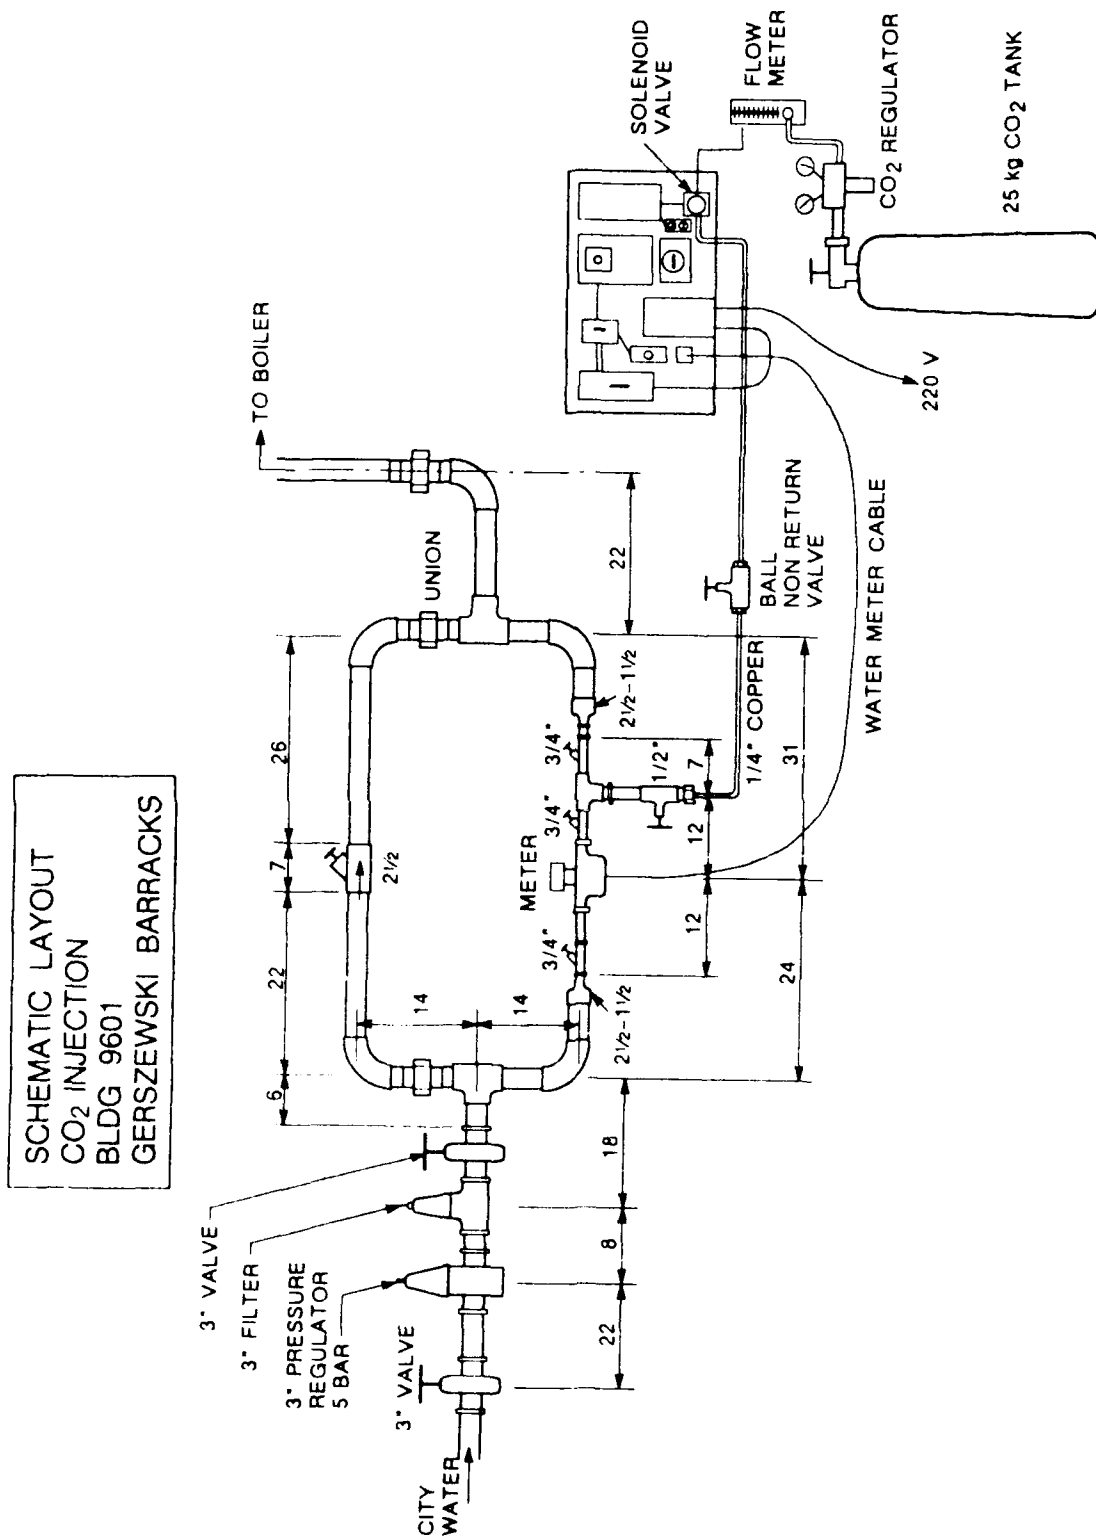 SCHEMATIC LAYOUT
CO2 INJECTION
BLDG 9601
GERSZEWSKI BARRACKS
CITY
WATER
3" VALVE
3" PRESSURE
REGULATOR
5 BAR
3" FILTER
3" VALVE
22
8
18
6
22
7
26
14
14
2½
UNION
TO BOILER
22
2½-1½
3/4"
METER
3/4"
3/4"
2½-1½
1/2"
12
12
7
24
31
1/4" COPPER
BALL
NON RETURN
VALVE
WATER METER CABLE
220 V
SOLENOID
VALVE
FLOW
METER
CO2 REGULATOR
25 kg CO2 TANK